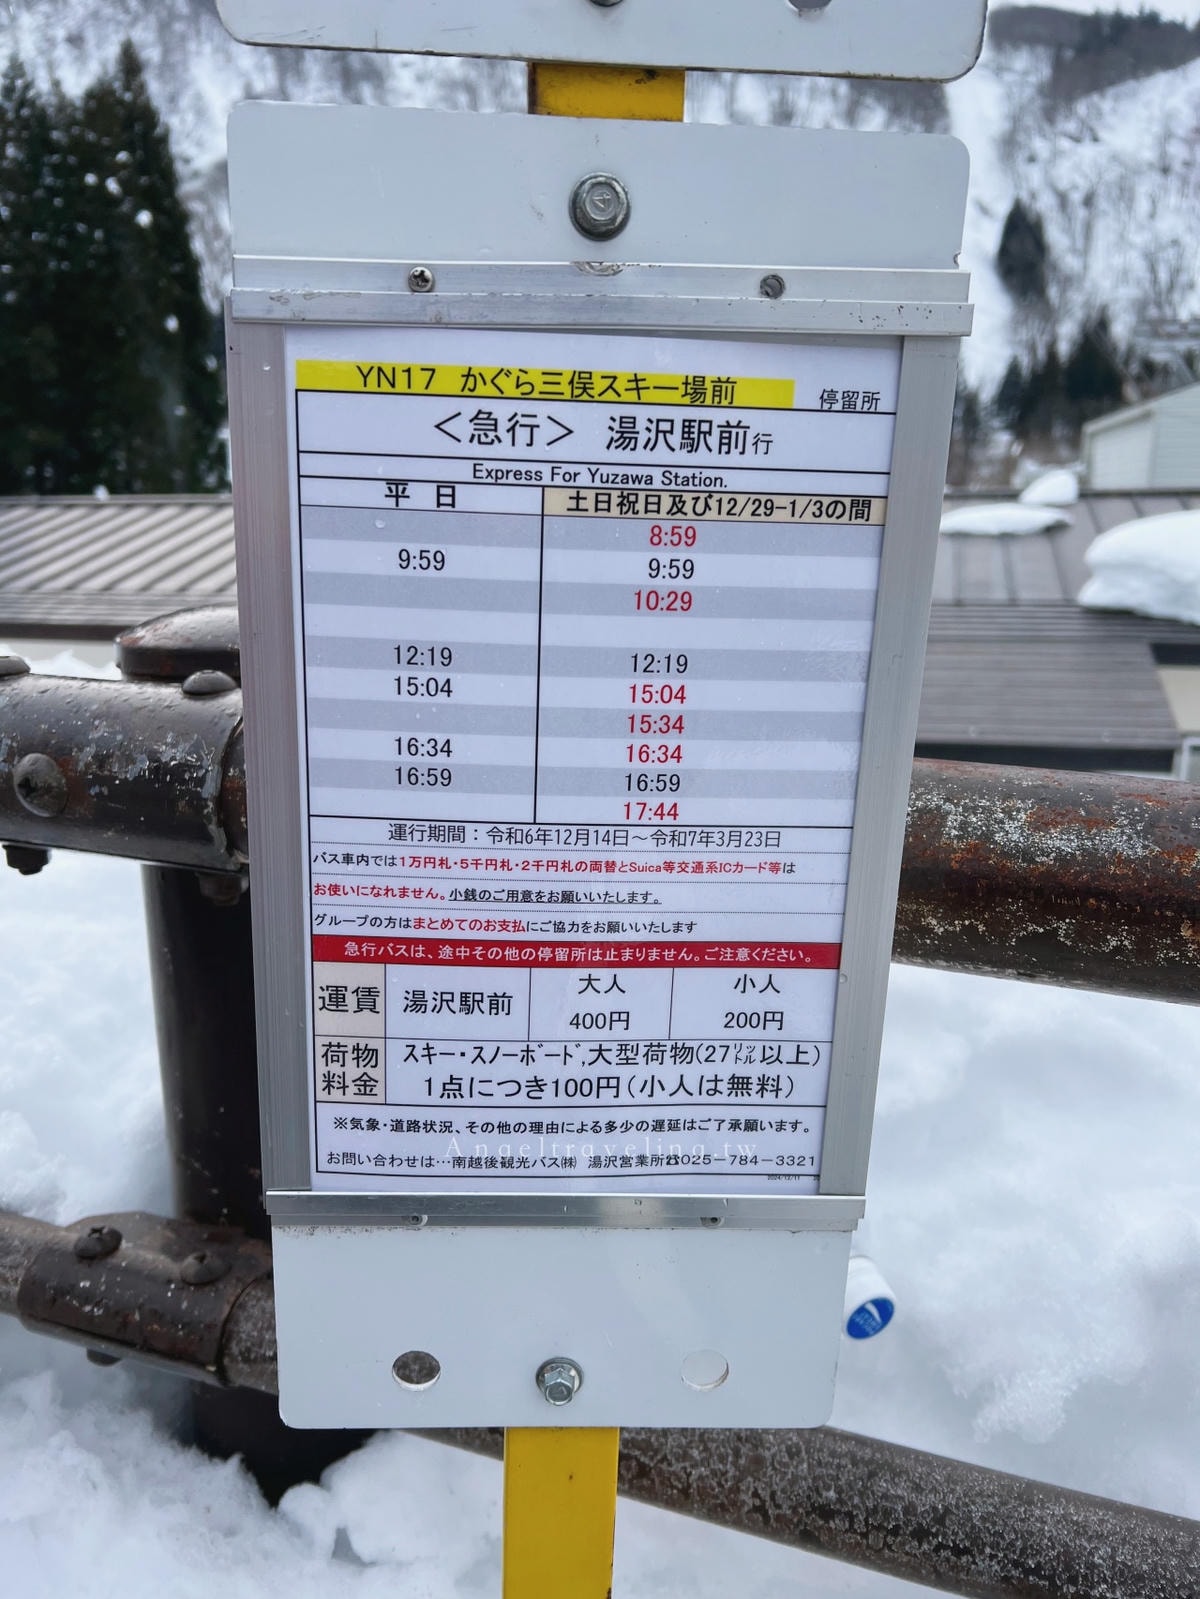 YN17 かぐら三俣スキー場前 停留所
＜急行＞ 湯沢駅前行
Express For Yuzawa Station.
平 日 土日祝日及び12/29-1/3の間
8:59
9:59 9:59
10:29
12:19 12:19
15:04 15:04
15:34
16:34 16:34
16:59 16:59
17:44
運行期間：令和6年12月14日～令和7年3月23日
バス車内では1万円札・5千円札・2千円札の両替とSuica等交通系ICカード等は
お使いになれません。小銭のご用意をお願いいたします。
グループの方はまとめてのお支払にご協力をお願いいたします
急行バスは、途中その他の停留所は止まりません。ご注意ください。
運賃 湯沢駅前 大人 小人
400円 200円
荷物 スキー・スノーボード,大型荷物(27リットル以上)
料金 1点につき100円(小人は無料)
※気象・道路状況、その他の理由による多少の遅延はご了承願います。
Angeltraveling.tw
お問い合わせは…南越後観光バス㈱ 湯沢営業所☎025-784-3321
2024/12/11